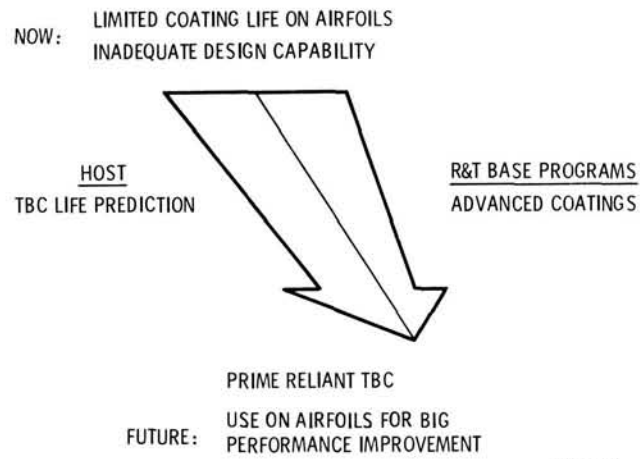 NOW: LIMITED COATING LIFE ON AIRFOILS
INADEQUATE DESIGN CAPABILITY
HOST
TBC LIFE PREDICTION
R&T BASE PROGRAMS
ADVANCED COATINGS
PRIME RELIANT TBC
FUTURE: USE ON AIRFOILS FOR BIG
PERFORMANCE IMPROVEMENT